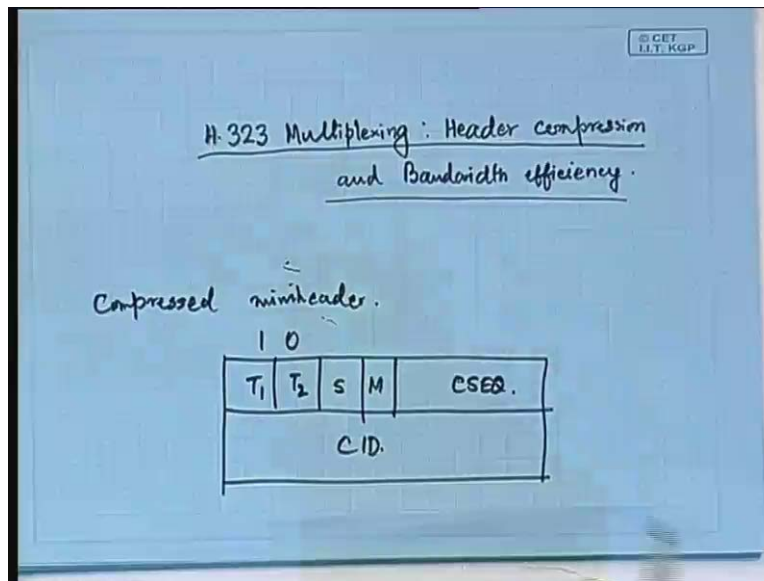 © CET
I.I.T. KGP
H.323 Multiplexing : Header compression
and Bandwidth efficiency.
Compressed miniheader.
1 0
T1 T2 S M CSEQ.
CID.